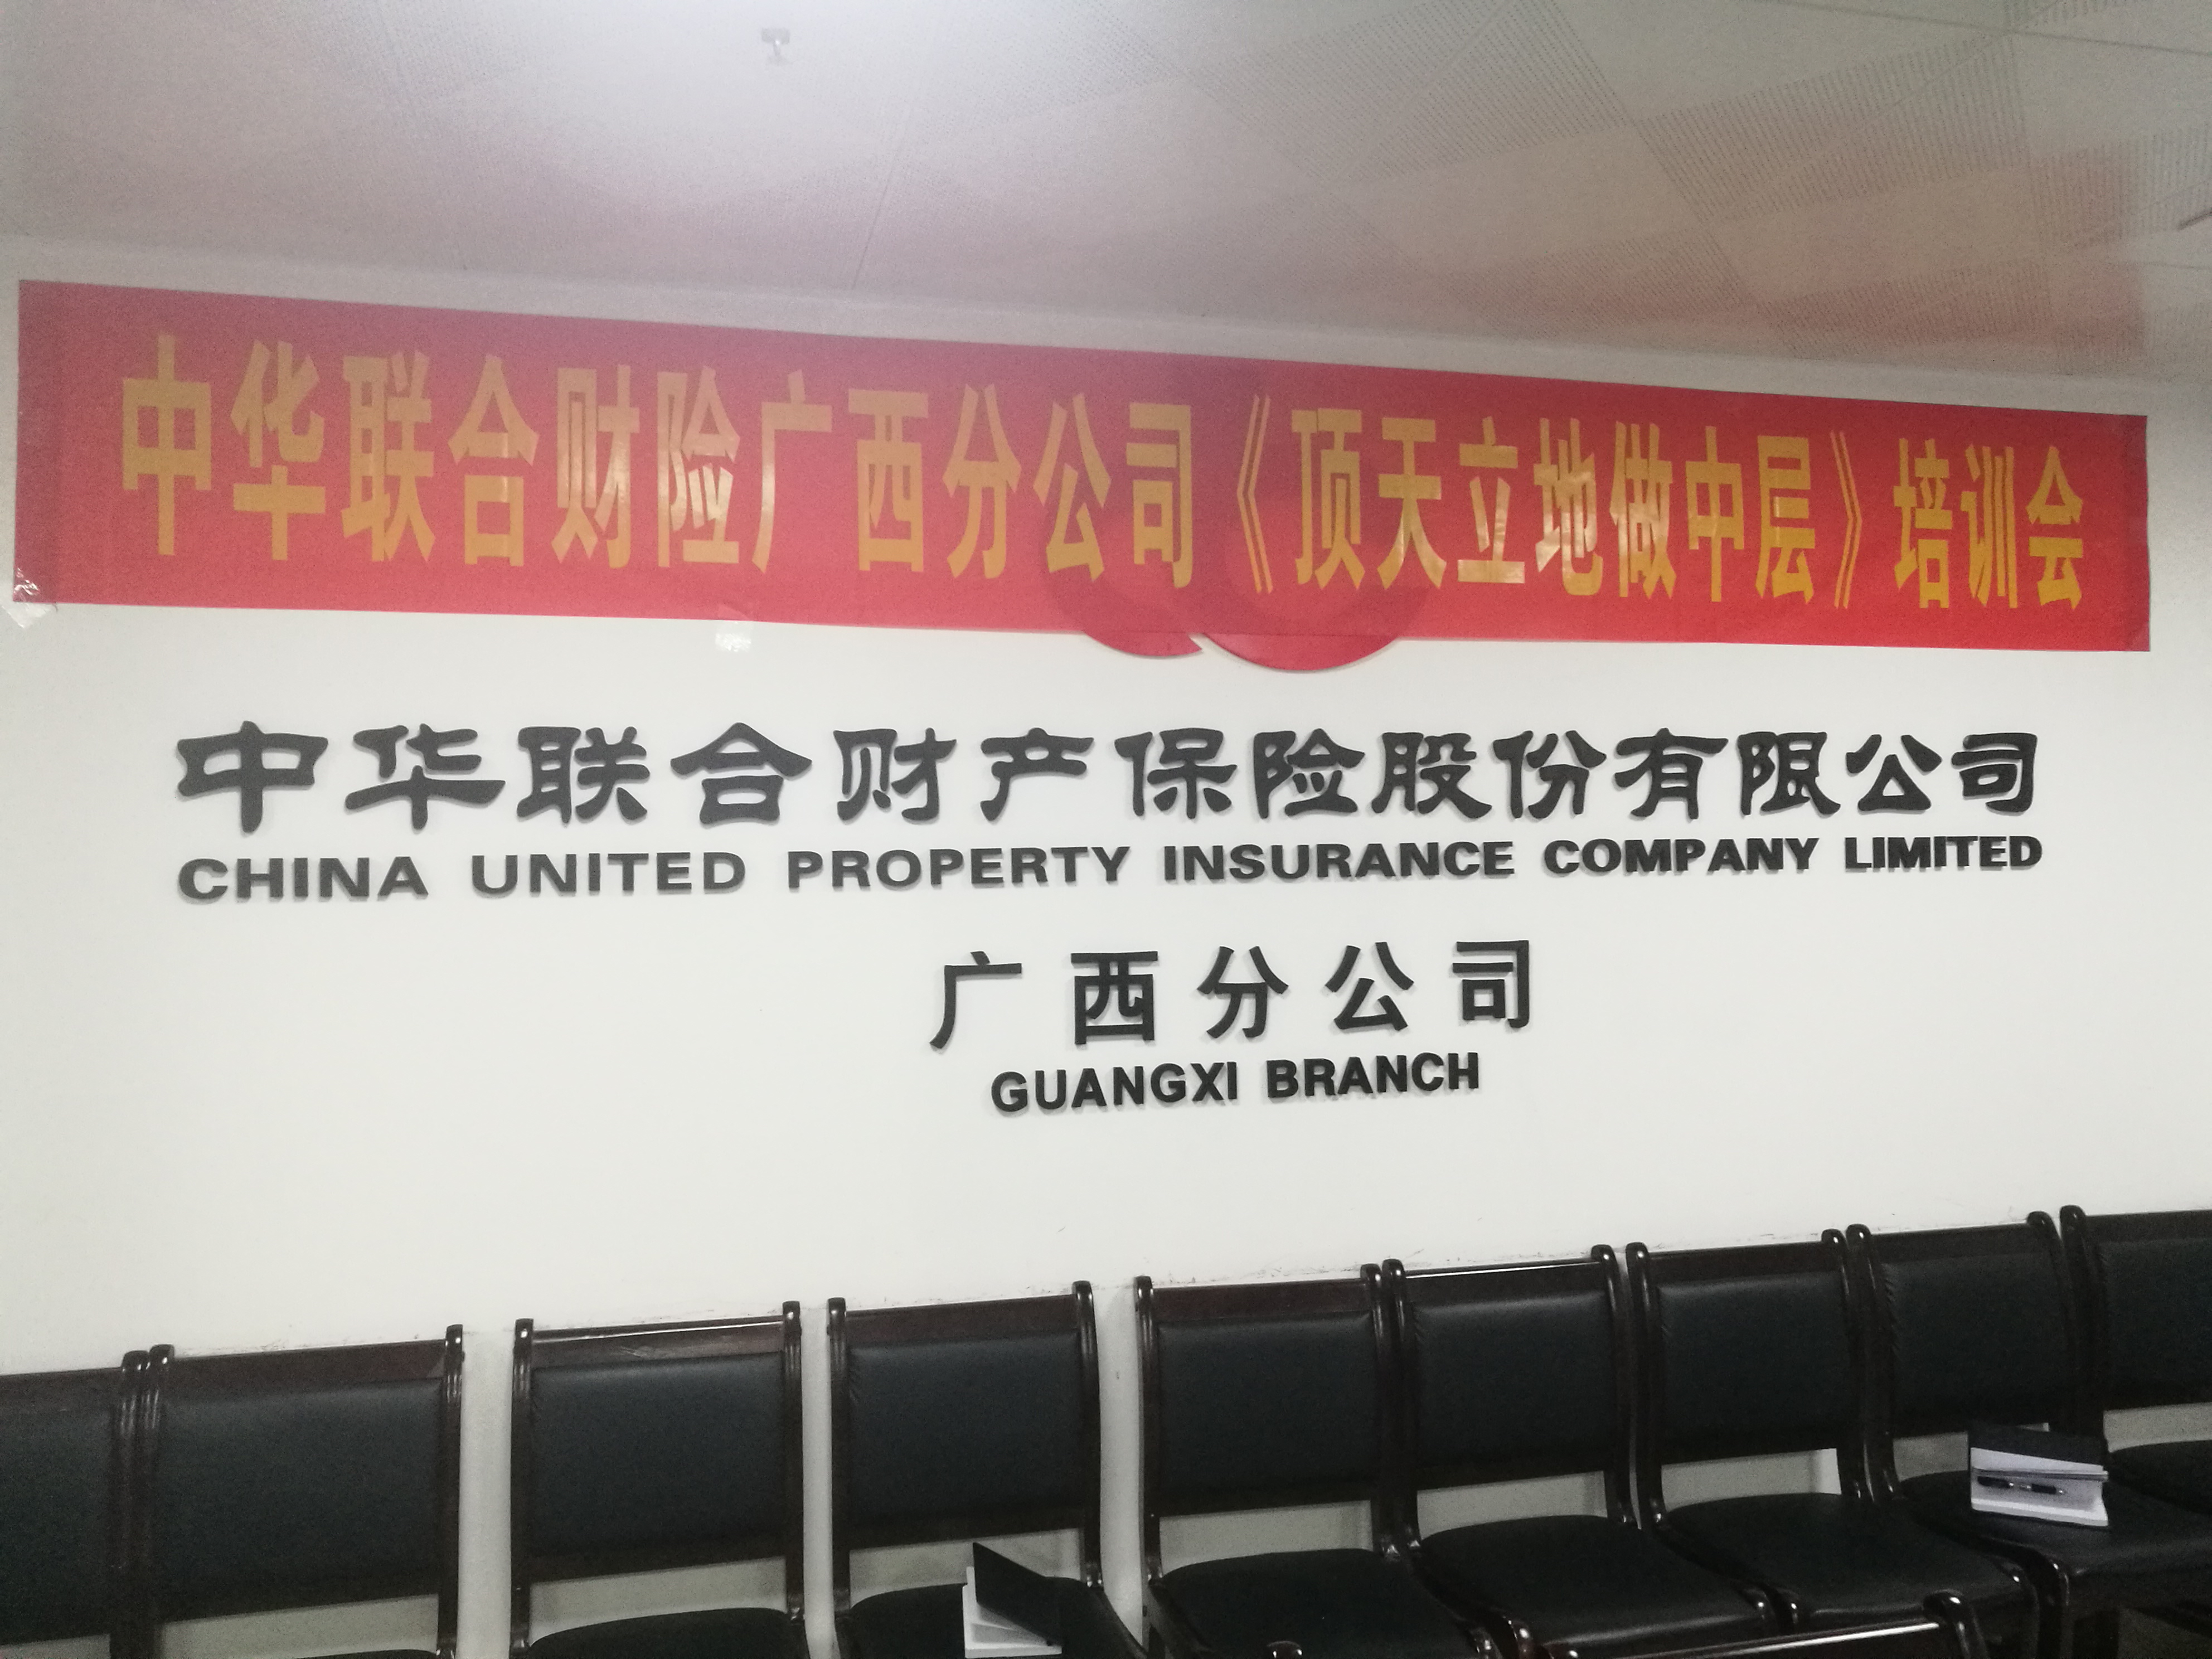 中华联合财险广西分公司《顶天立地做中层》培训会
中华联合财产保险股份有限公司
CHINA UNITED PROPERTY INSURANCE COMPANY LIMITED
广西分公司
GUANGXI BRANCH